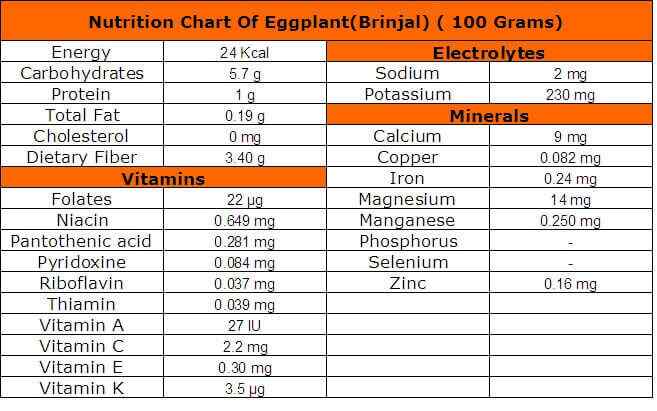 Nutrition Chart Of Eggplant(Brinjal) ( 100 Grams)
Energy 24 Kcal
Carbohydrates 5.7 g
Protein 1 g
Total Fat 0.19 g
Cholesterol 0 mg
Dietary Fiber 3.40 g
Vitamins
Folates 22 µg
Niacin 0.649 mg
Pantothenic acid 0.281 mg
Pyridoxine 0.084 mg
Riboflavin 0.037 mg
Thiamin 0.039 mg
Vitamin A 27 IU
Vitamin C 2.2 mg
Vitamin E 0.30 mg
Vitamin K 3.5 µg
Electrolytes
Sodium 2 mg
Potassium 230 mg
Minerals
Calcium 9 mg
Copper 0.082 mg
Iron 0.24 mg
Magnesium 14 mg
Manganese 0.250 mg
Phosphorus -
Selenium -
Zinc 0.16 mg